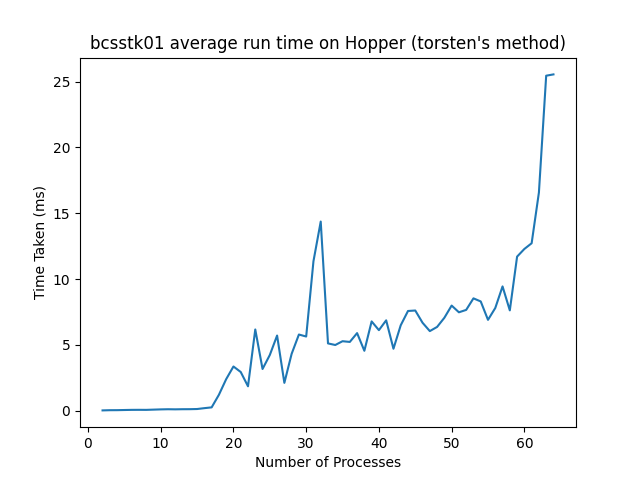 bcsstk01 average run time on Hopper (torsten's method)
25
20
15
10
5
0
Time Taken (ms)
0 10 20 30 40 50 60
Number of Processes